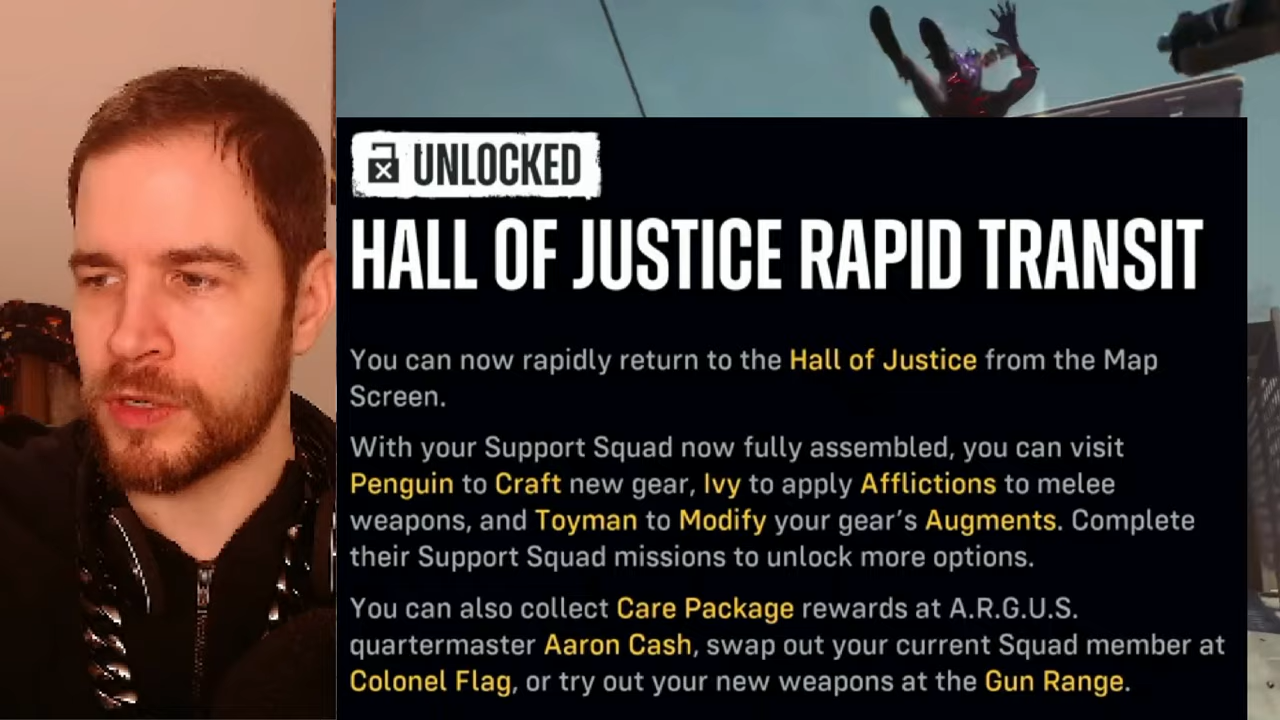 UNLOCKED
HALL OF JUSTICE RAPID TRANSIT
You can now rapidly return to the Hall of Justice from the Map
Screen.
With your Support Squad now fully assembled, you can visit
Penguin to Craft new gear, Ivy to apply Afflictions to melee
weapons, and Toyman to Modify your gear’s Augments. Complete
their Support Squad missions to unlock more options.
You can also collect Care Package rewards at A.R.G.U.S.
quartermaster Aaron Cash, swap out your current Squad member at
Colonel Flag, or try out your new weapons at the Gun Range.